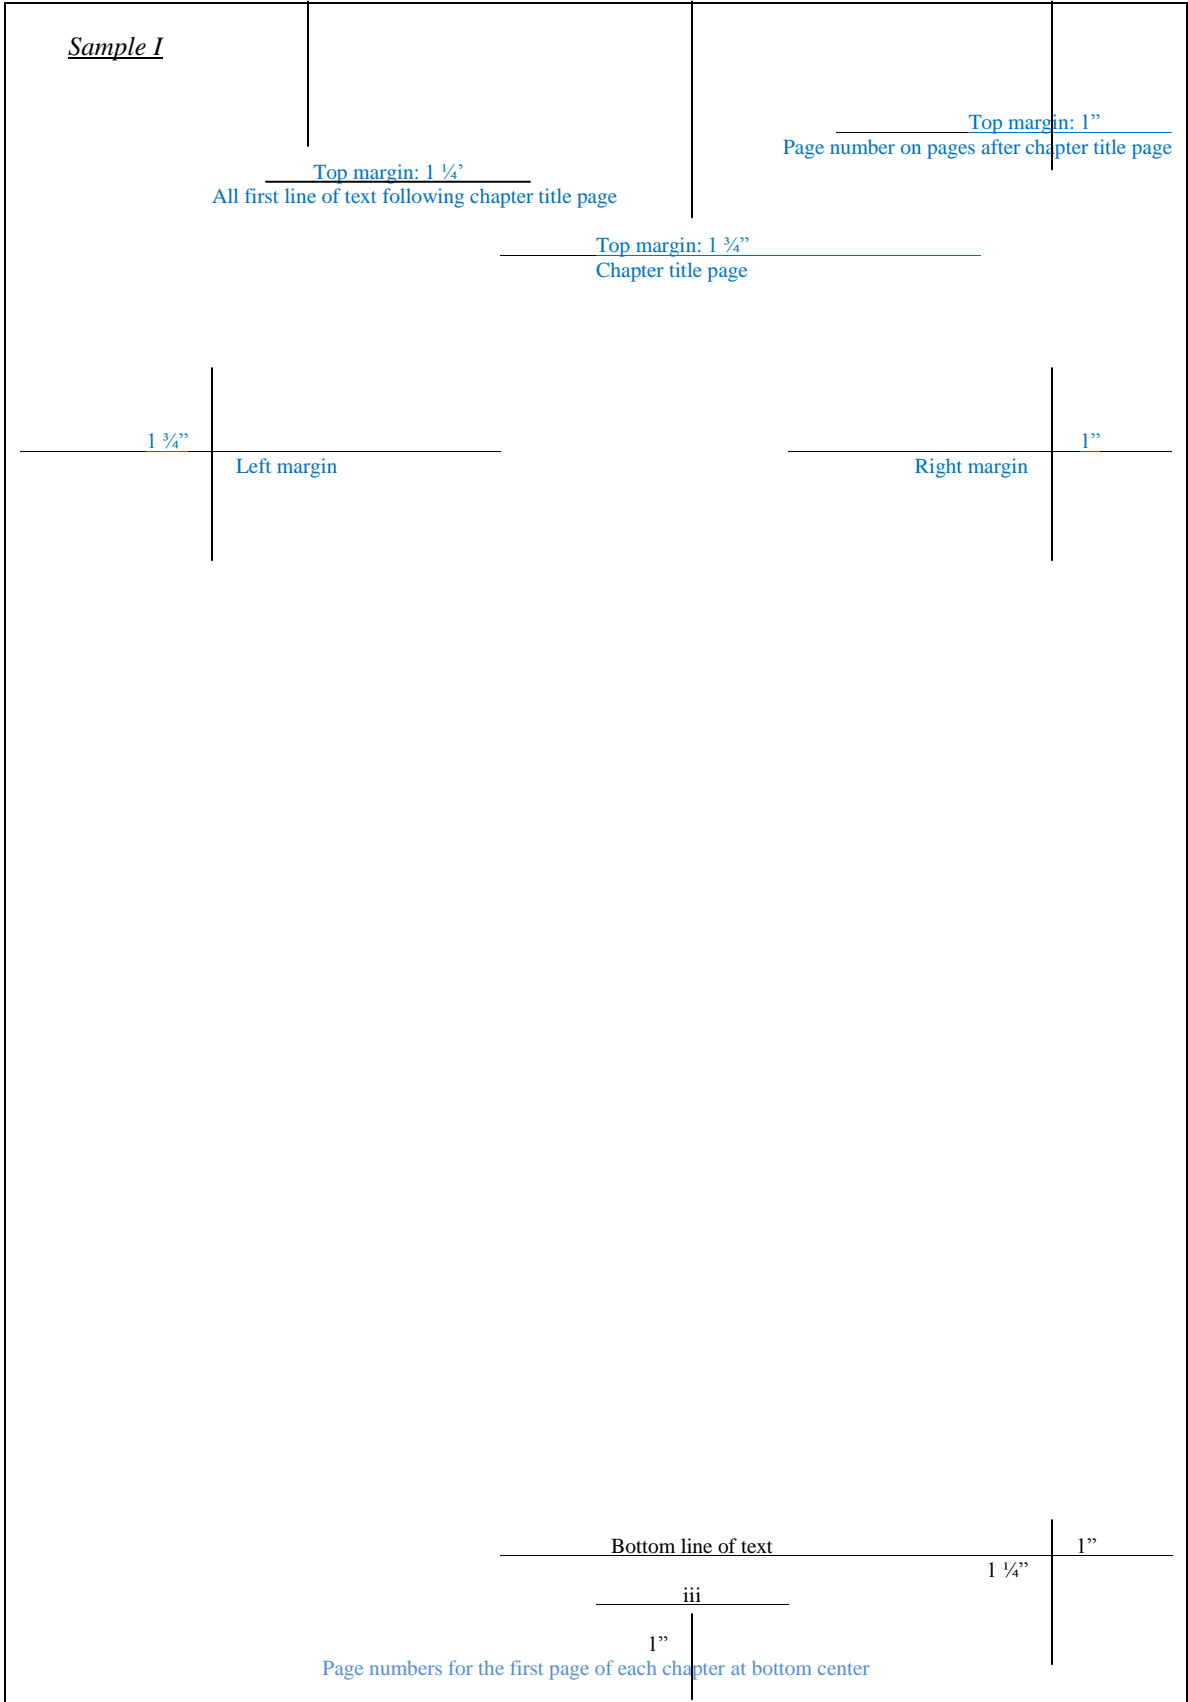 Sample I
Top margin: 1”
Page number on pages after chapter title page
Top margin: 1 ¼’
All first line of text following chapter title page
Top margin: 1 ¾”
Chapter title page
1 ¾” 1”
Left margin Right margin
Bottom line of text 1”
1 ¼”
iii
1”
Page numbers for the first page of each chapter at bottom center